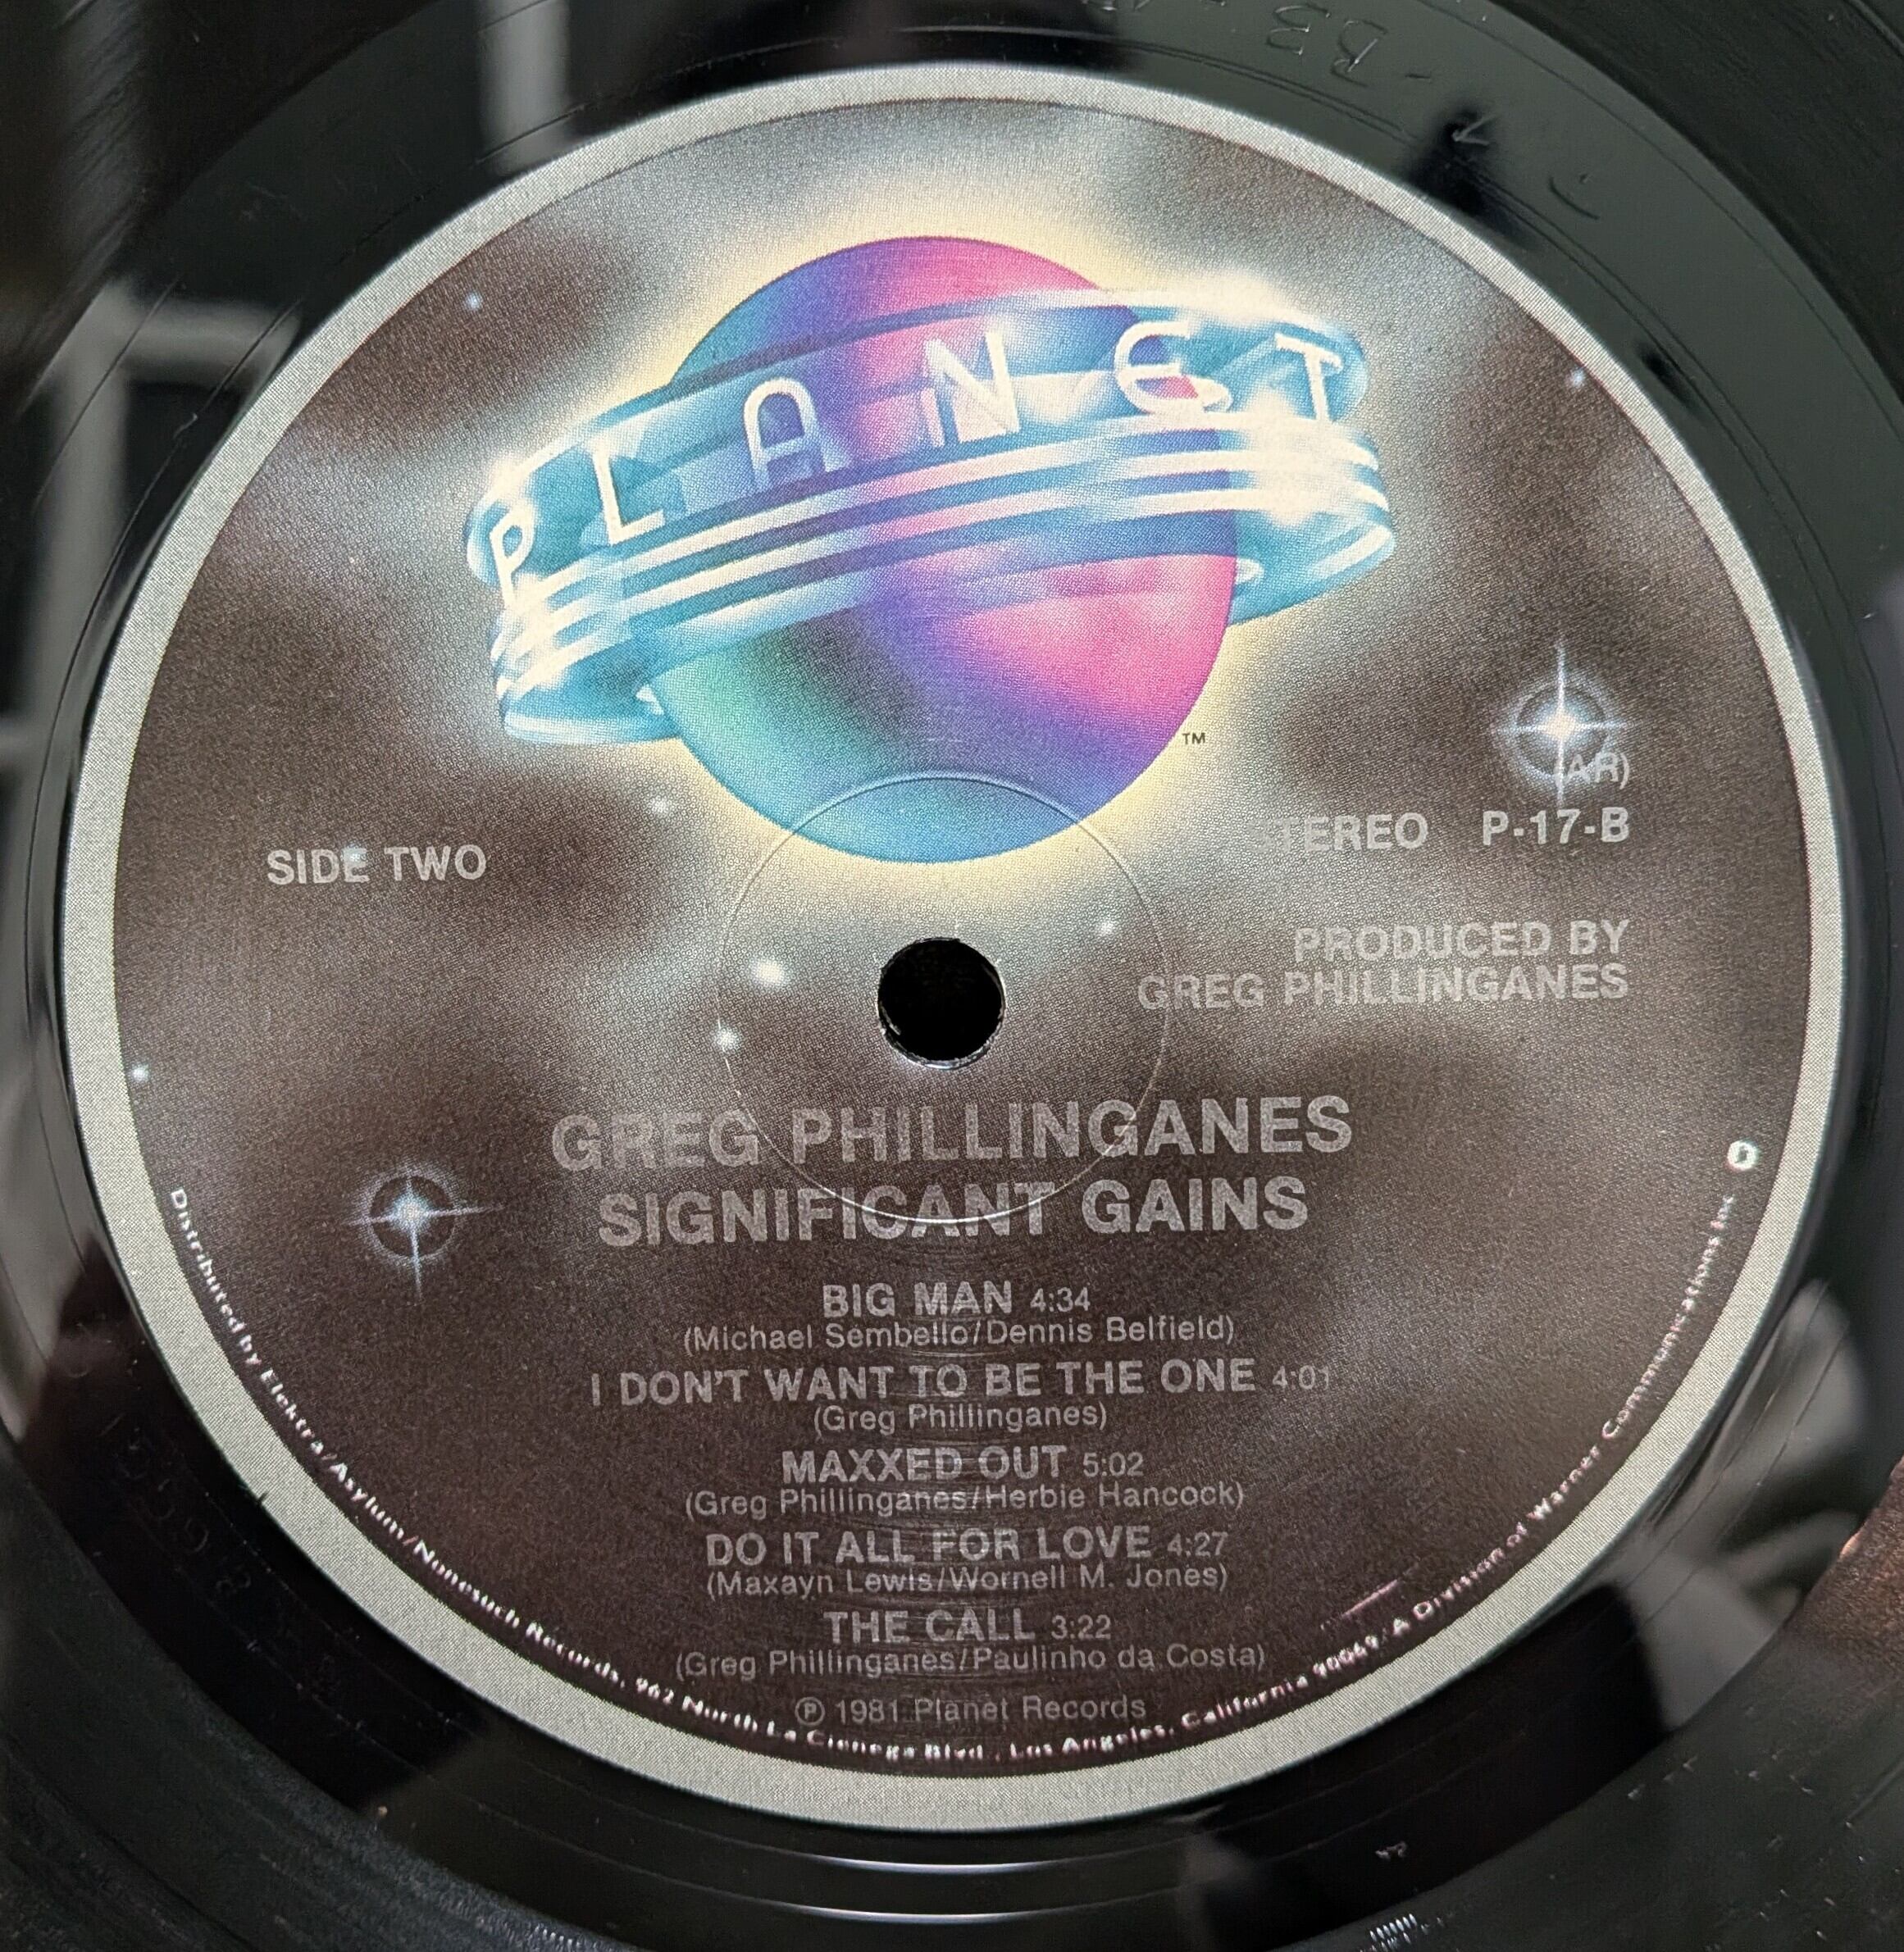 PLANET
TM
(AR)
SIDE TWO
STEREO P-17-B
PRODUCED BY
GREG PHILLINGANES
GREG PHILLINGANES
SIGNIFICANT GAINS
BIG MAN 4:34
(Michael Sembello/Dennis Belfield)
I DON'T WANT TO BE THE ONE 4:01
(Greg Phillinganes)
MAXXED OUT 5:02
(Greg Phillinganes/Herbie Hancock)
DO IT ALL FOR LOVE 4:27
(Maxayn Lewis/Wornell M. Jones)
THE CALL 3:22
(Greg Phillinganes/Paulinho da Costa)
℗ 1981 Planet Records
Distributed by Elektra/Asylum/Nonesuch Records, 962 North La Cienega Blvd., Los Angeles, California 90069. A Division of Warner Communications Inc.